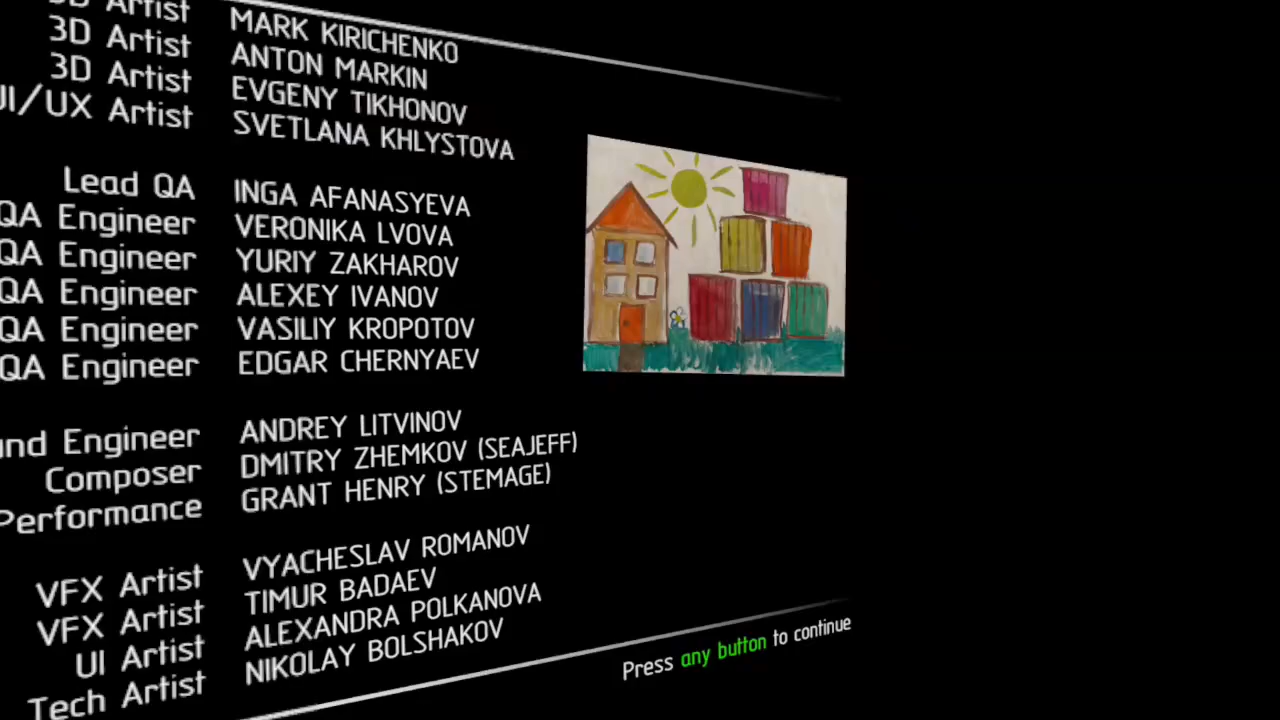 3D Artist MARK KIRICHENKO
3D Artist ANTON MARKIN
3D Artist EVGENY TIKHONOV
UI/UX Artist SVETLANA KHLYSTOVA
Lead QA INGA AFANASYEVA
QA Engineer VERONIKA LVOVA
QA Engineer YURIY ZAKHAROV
QA Engineer ALEXEY IVANOV
QA Engineer VASILIY KROPOTOV
QA Engineer EDGAR CHERNYAEV
Engineer ANDREY LITVINOV
Composer DMITRY ZHEMKOV (SEAJEFF)
Performance GRANT HENRY (STEMAGE)
VFX Artist VYACHESLAV ROMANOV
VFX Artist TIMUR BADAEV
UI Artist ALEXANDRA POLKANOVA
Tech Artist NIKOLAY BOLSHAKOV
Press any button to continue